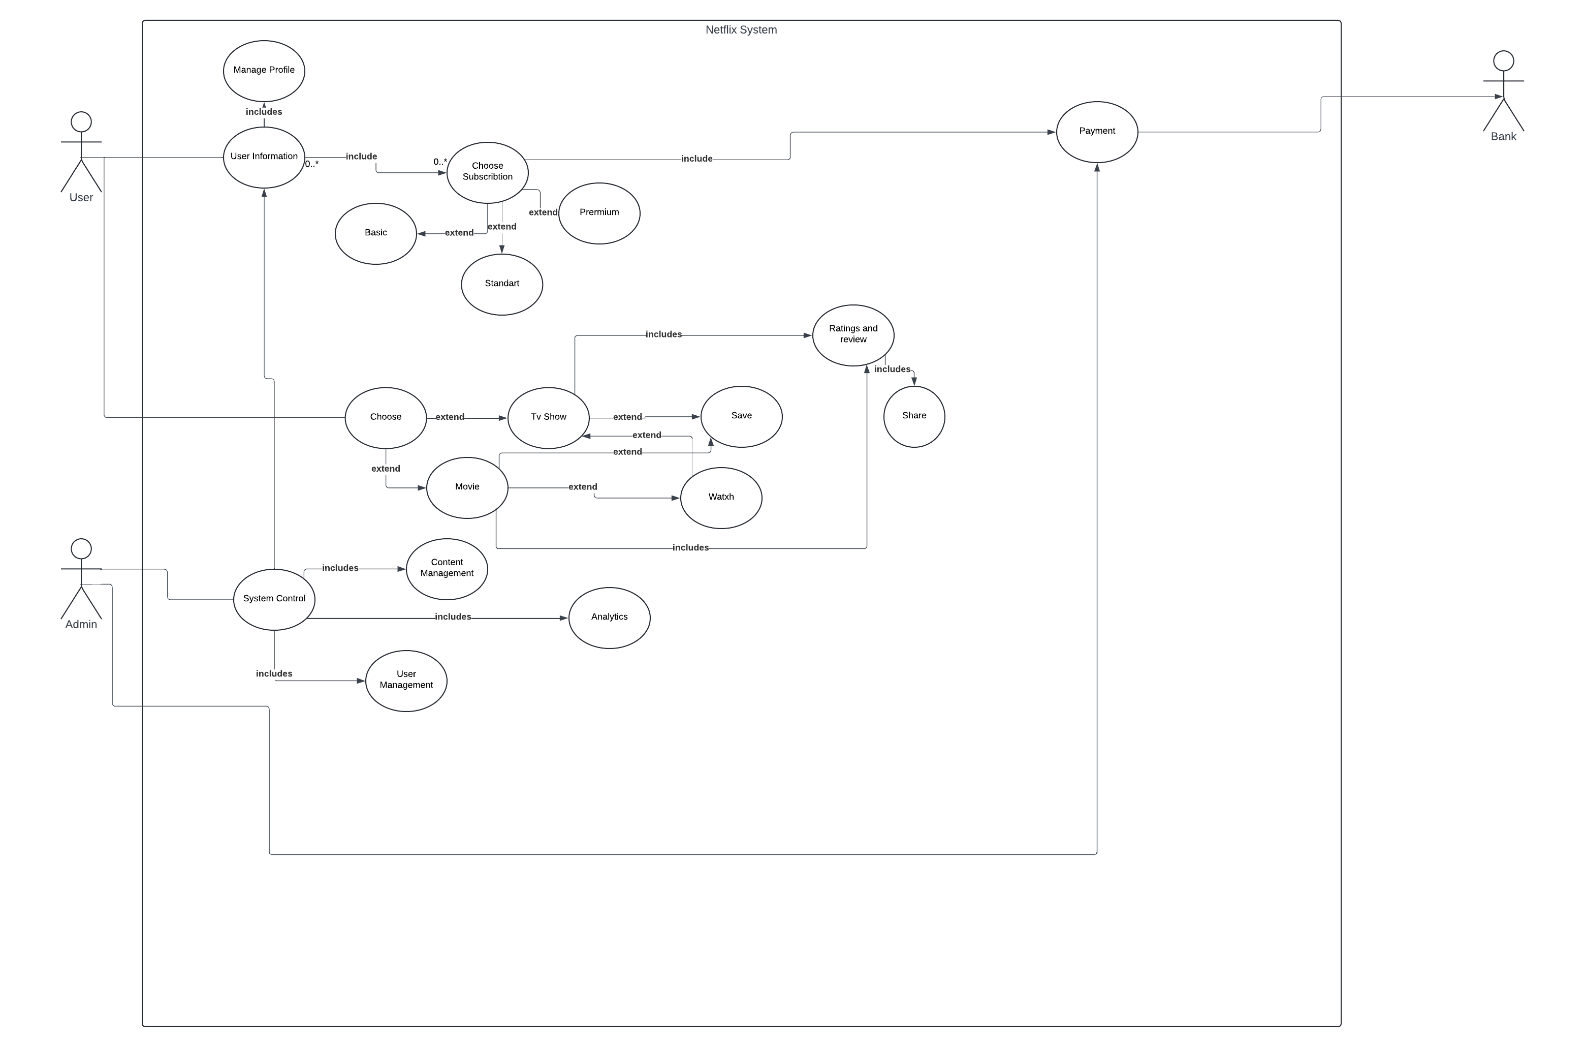 Netflix System
Manage Profile
includes
User
User Information
0..*
include
0..*
Choose
Subscribtion
include
Payment
Bank
extend
Basic
extend
extend
Premium
Standart
includes
Ratings and
review
includes
Share
Choose
extend
Tv Show
extend
Save
extend
extend
extend
Movie
extend
Watxh
includes
Admin
System Control
includes
Content
Management
includes
Analytics
includes
User
Management